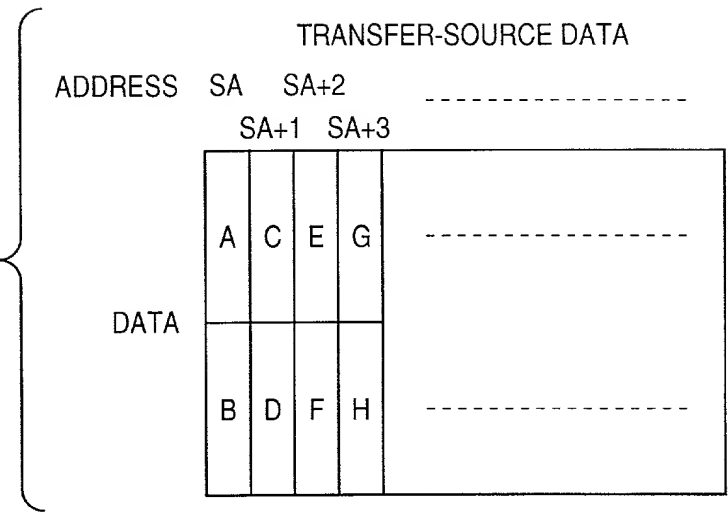 TRANSFER-SOURCE DATA
ADDRESS SA SA+2
SA+1 SA+3
A C E G
DATA
B D F H